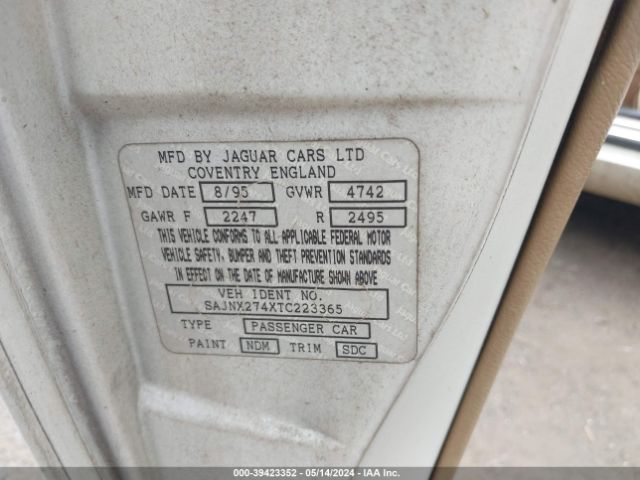 MFD BY JAGUAR CARS LTD
COVENTRY ENGLAND
MFD DATE 8/95 GVWR 4742
GAWR F 2247 R 2495
THIS VEHICLE CONFORMS TO ALL APPLICABLE FEDERAL MOTOR
VEHICLE SAFETY, BUMPER AND THEFT PREVENTION STANDARDS
IN EFFECT ON THE DATE OF MANUFACTURE SHOWN ABOVE
VEH IDENT NO.
SAJNX274XTC223365
TYPE PASSENGER CAR
PAINT NDM TRIM SDC
000-39423352 - 05/14/2024 - IAA Inc.